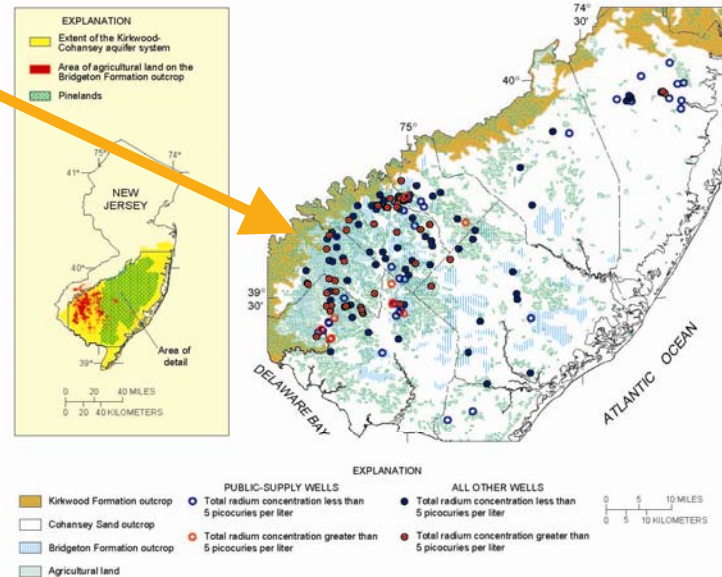 EXPLANATION
Extent of the Kirkwood-
Cohansey aquifer system
Area of agricultural land on the
Bridgeton Formation outcrop
Pinelands
75°
74°
41°
NEW
JERSEY
40°
39°
Area of
detail
0 20 40 MILES
0 20 40 KILOMETERS
74°
30'
40°
75°
39°
30'
DELAWARE BAY
ATLANTIC OCEAN
EXPLANATION
Kirkwood Formation outcrop
Cohansey Sand outcrop
Bridgeton Formation outcrop
Agricultural land
PUBLIC-SUPPLY WELLS
Total radium concentration less than
5 picocuries per liter
Total radium concentration greater than
5 picocuries per liter
ALL OTHER WELLS
Total radium concentration less than
5 picocuries per liter
Total radium concentration greater than
5 picocuries per liter
0 5 10 MILES
0 5 10 KILOMETERS